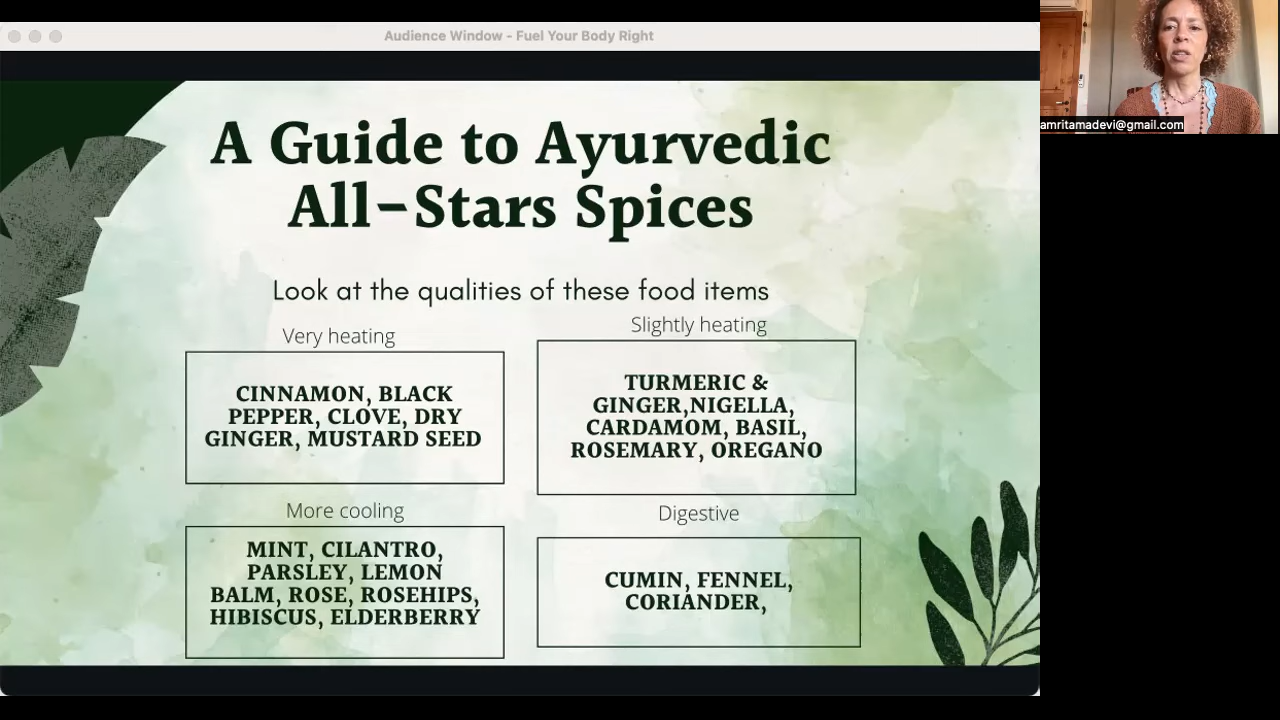 Audience Window - Fuel Your Body Right
amritamadevi@gmail.com
A Guide to Ayurvedic
All-Stars Spices
Look at the qualities of these food items
Very heating
CINNAMON, BLACK
PEPPER, CLOVE, DRY
GINGER, MUSTARD SEED
Slightly heating
TURMERIC &
GINGER,NIGELLA,
CARDAMOM, BASIL,
ROSEMARY, OREGANO
More cooling
MINT, CILANTRO,
PARSLEY, LEMON
BALM, ROSE, ROSEHIPS,
HIBISCUS, ELDERBERRY
Digestive
CUMIN, FENNEL,
CORIANDER,